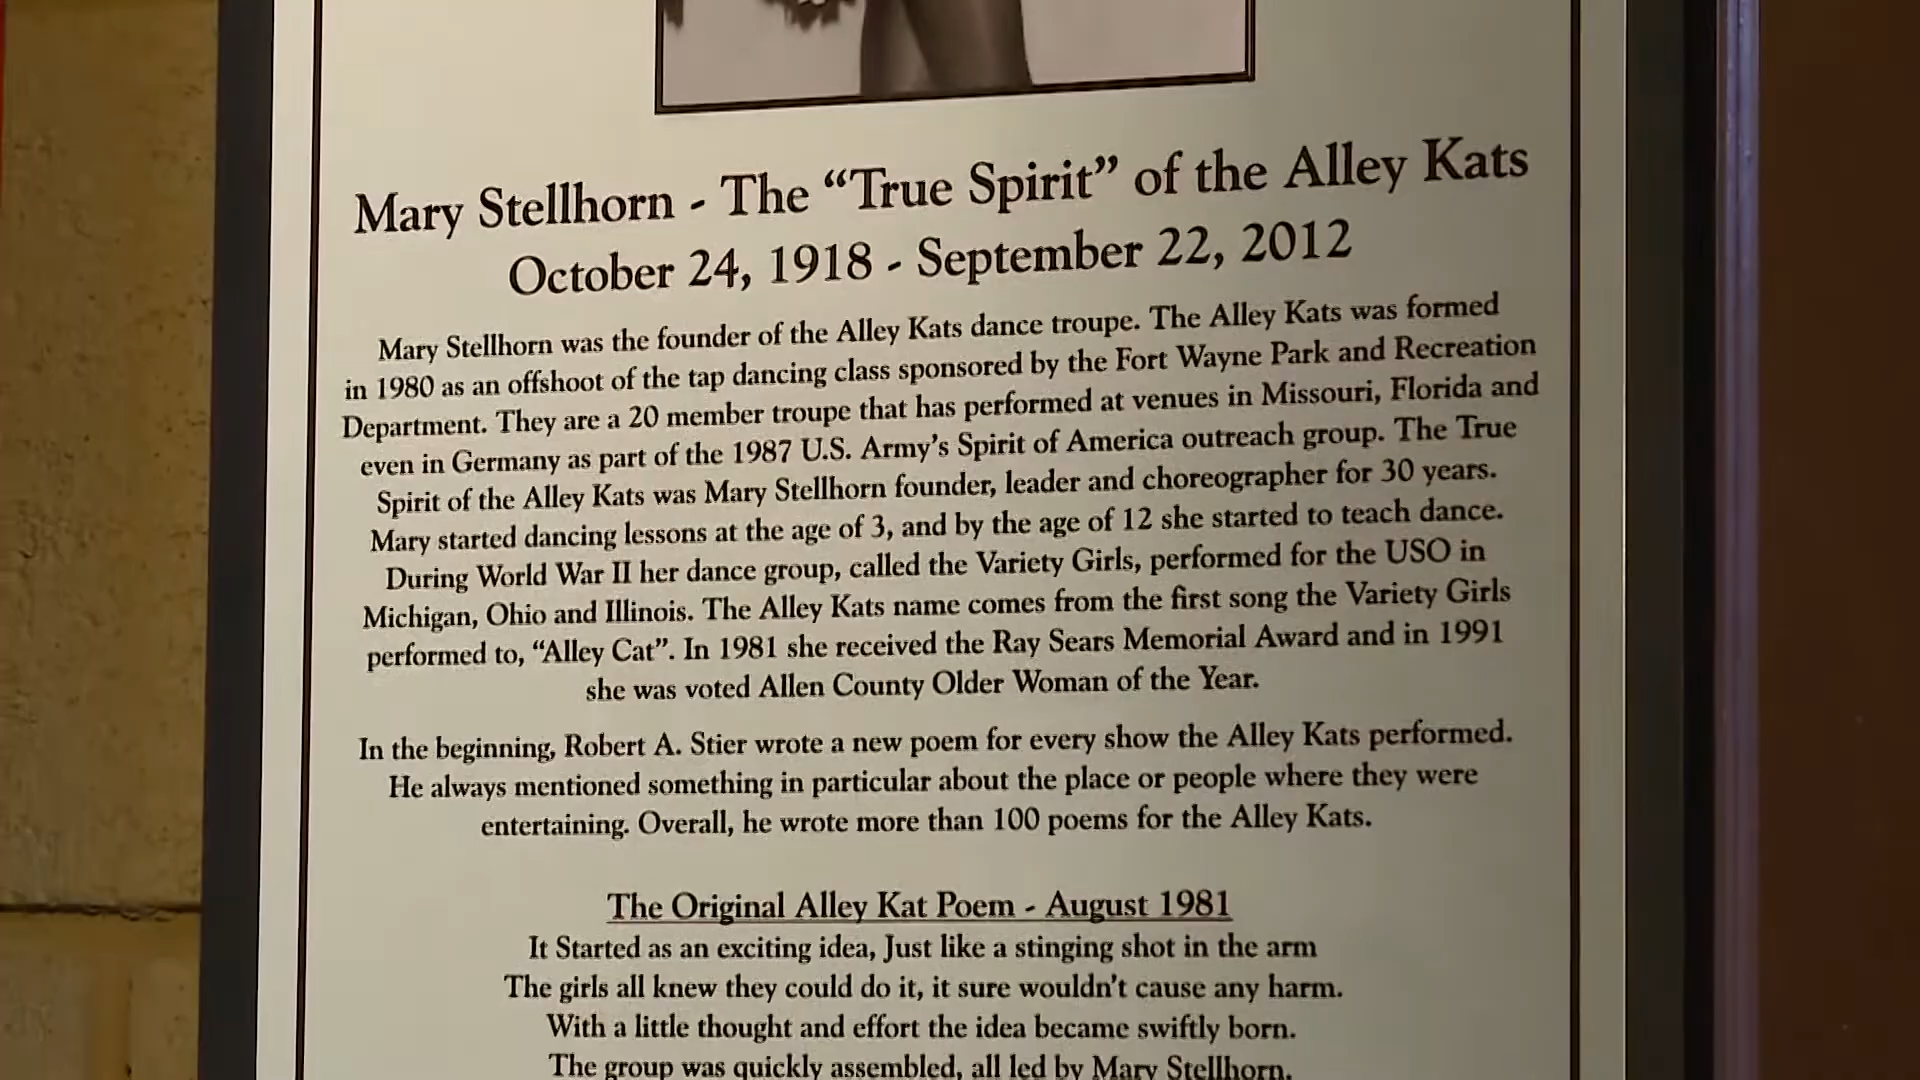 Mary Stellhorn - The “True Spirit” of the Alley Kats
October 24, 1918 - September 22, 2012
Mary Stellhorn was the founder of the Alley Kats dance troupe. The Alley Kats was formed
in 1980 as an offshoot of the tap dancing class sponsored by the Fort Wayne Park and Recreation
Department. They are a 20 member troupe that has performed at venues in Missouri, Florida and
even in Germany as part of the 1987 U.S. Army’s Spirit of America outreach group. The True
Spirit of the Alley Kats was Mary Stellhorn founder, leader and choreographer for 30 years.
Mary started dancing lessons at the age of 3, and by the age of 12 she started to teach dance.
During World War II her dance group, called the Variety Girls, performed for the USO in
Michigan, Ohio and Illinois. The Alley Kats name comes from the first song the Variety Girls
performed to, “Alley Cat”. In 1981 she received the Ray Sears Memorial Award and in 1991
she was voted Allen County Older Woman of the Year.
In the beginning, Robert A. Stier wrote a new poem for every show the Alley Kats performed.
He always mentioned something in particular about the place or people where they were
entertaining. Overall, he wrote more than 100 poems for the Alley Kats.
The Original Alley Kat Poem - August 1981
It Started as an exciting idea, Just like a stinging shot in the arm
The girls all knew they could do it, it sure wouldn't cause any harm.
With a little thought and effort the idea became swiftly born.
The group was quickly assembled, all led by Mary Stellhorn.